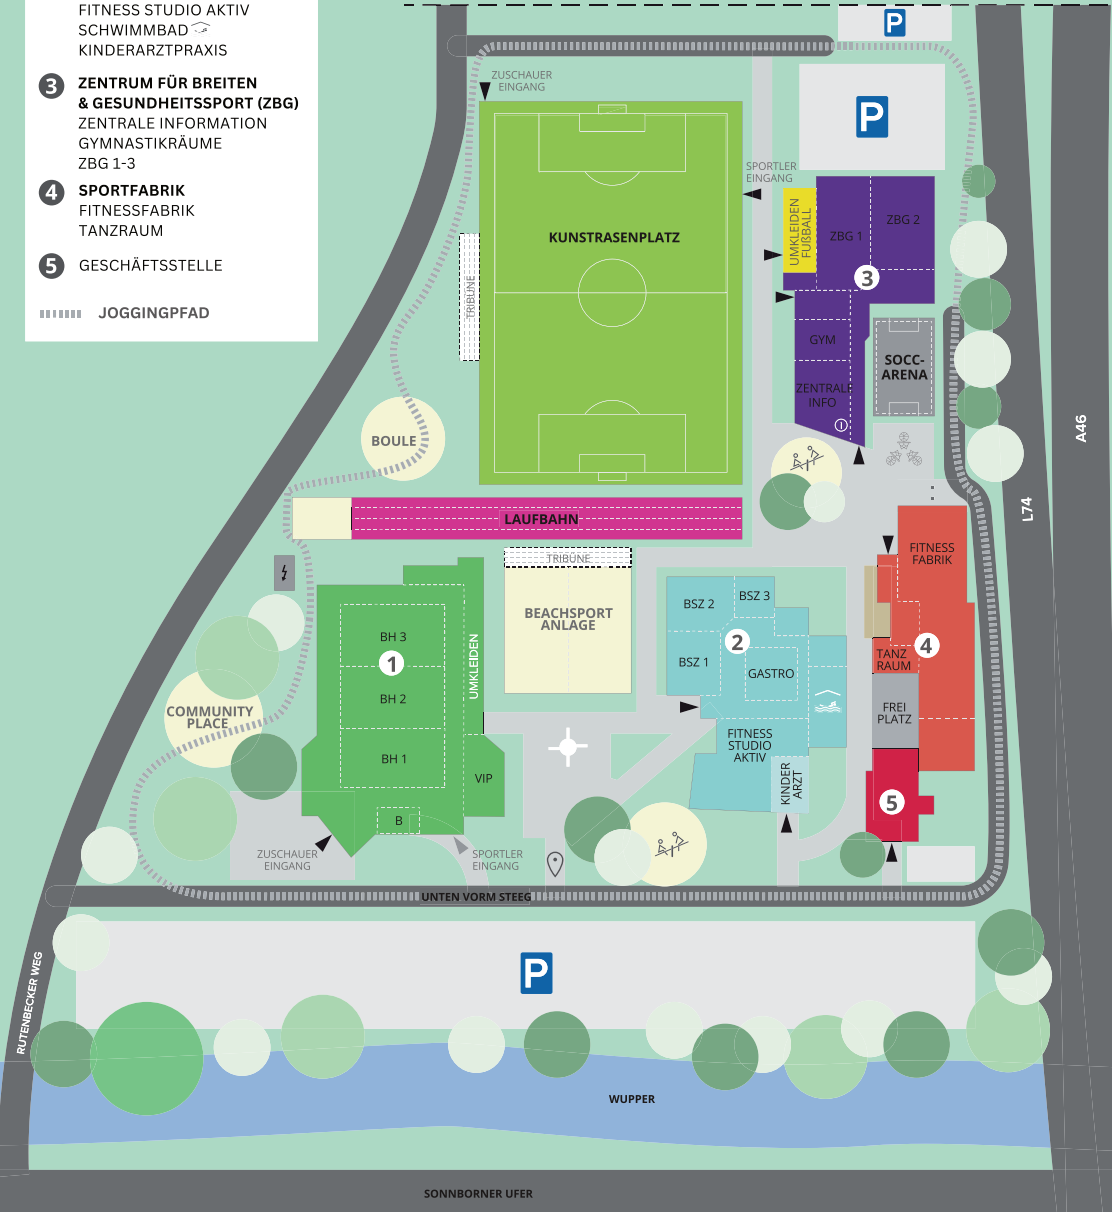 FITNESS STUDIO AKTIV
SCHWIMMBAD
KINDERARZTPRAXIS
3 ZENTRUM FÜR BREITEN
& GESUNDHEITSSPORT (ZBG)
ZENTRALE INFORMATION
GYMNASTIKRÄUME
ZBG 1-3
4 SPORTFABRIK
FITNESSFABRIK
TANZRAUM
5 GESCHÄFTSSTELLE
JOGGINGPFAD
P
P
ZUSCHAUER
EINGANG
SPORTLER
EINGANG
KUNSTRASENPLATZ
TRIBÜNE
UMKLEIDEN
FUßBALL
ZBG 1
ZBG 2
3
GYM
ZENTRALE
INFO
SOCC-
ARENA
A46
L74
BOULE
LAUFBAHN
TRIBÜNE
BEACHSPORT
ANLAGE
BH 3
1
BH 2
BH 1
UMKLEIDEN
VIP
B
COMMUNITY
PLACE
ZUSCHAUER
EINGANG
SPORTLER
EINGANG
BSZ 2
BSZ 3
2
BSZ 1
GASTRO
FITNESS
STUDIO
AKTIV
KINDER
ARZT
FITNESS
FABRIK
4
TANZ
RAUM
FREI
PLATZ
5
UNTEN VORM STEEG
P
RUTENBECKER WEG
WUPPER
SONNBORNER UFER